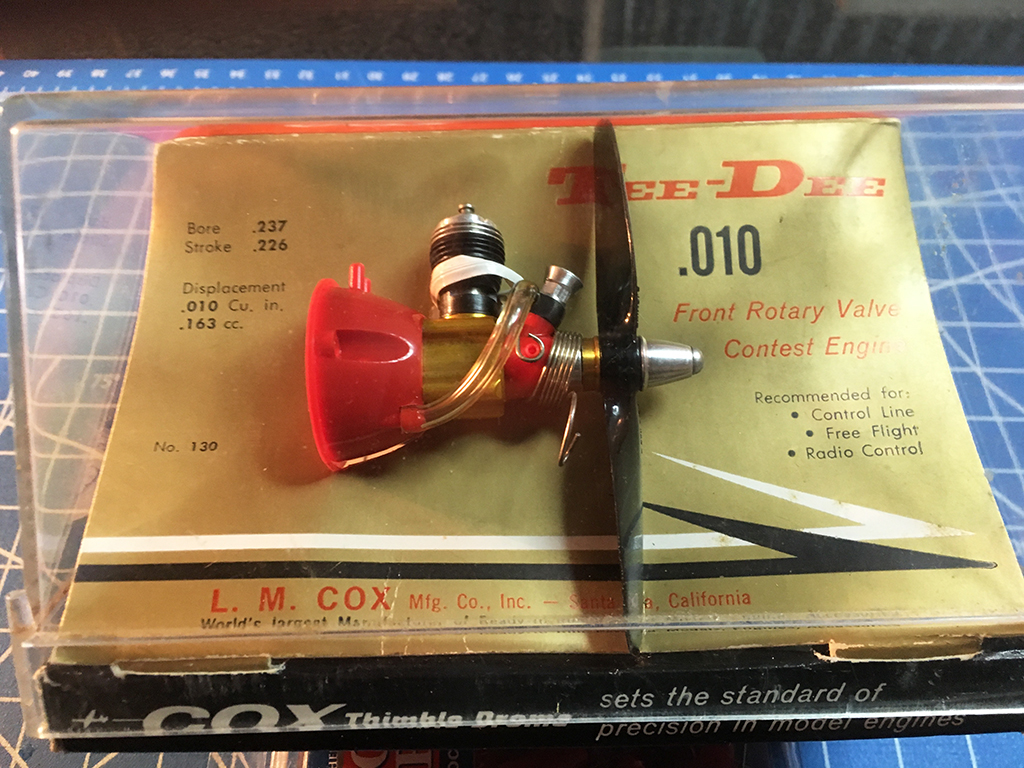 TEE-DEE
.010
Bore .237
Stroke .226
Displacement
.010 Cu. in.
.163 cc.
Front Rotary Valve
Contest Engine
Recommended for:
• Control Line
• Free Flight
• Radio Control
No. 130
L. M. COX Mfg. Co., Inc. — Santa a, California
World's largest
COX Thimble Drome
sets the standard of
precision in model engines